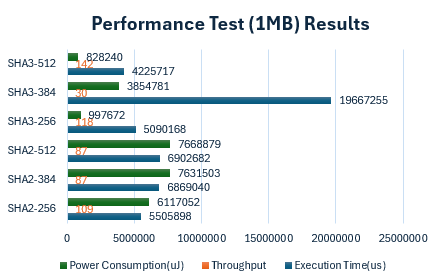 Performance Test (1MB) Results
SHA3-512
828240
142
4225717
SHA3-384
3854781
30
19667255
SHA3-256
997672
118
5090168
SHA2-512
7668879
87
6902682
SHA2-384
7631503
87
6869040
SHA2-256
6117052
109
5505898
0 5000000 10000000 15000000 20000000 25000000
Power Consumption(uJ) Throughput Execution Time(us)